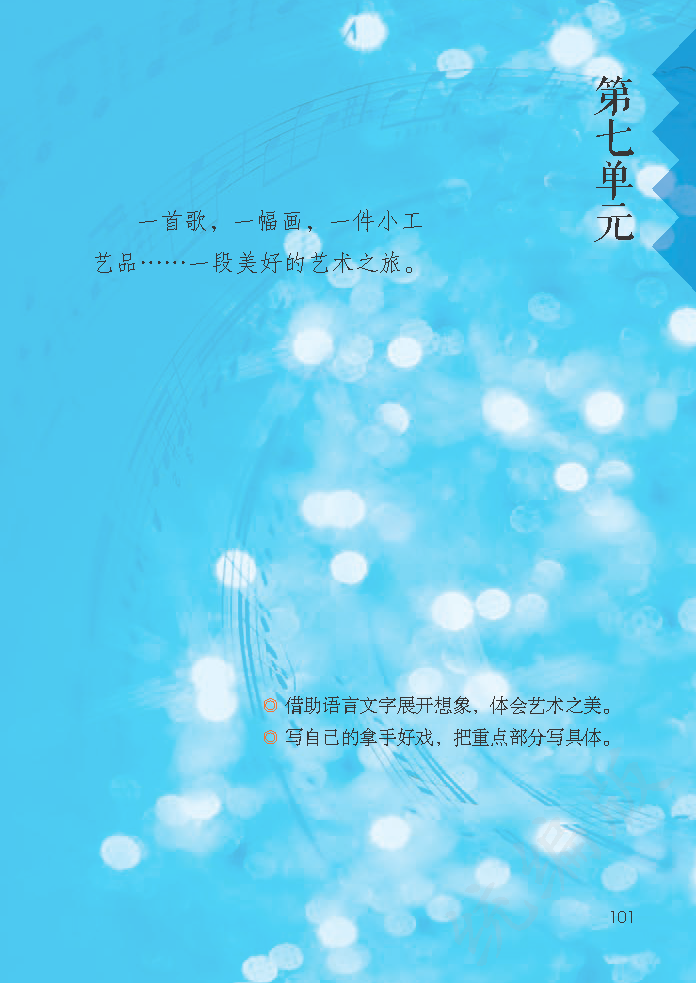 第七单元
一首歌，一幅画，一件小工
艺品……一段美好的艺术之旅。
◎ 借助语言文字展开想象，体会艺术之美。
◎ 写自己的拿手好戏，把重点部分写具体。
101